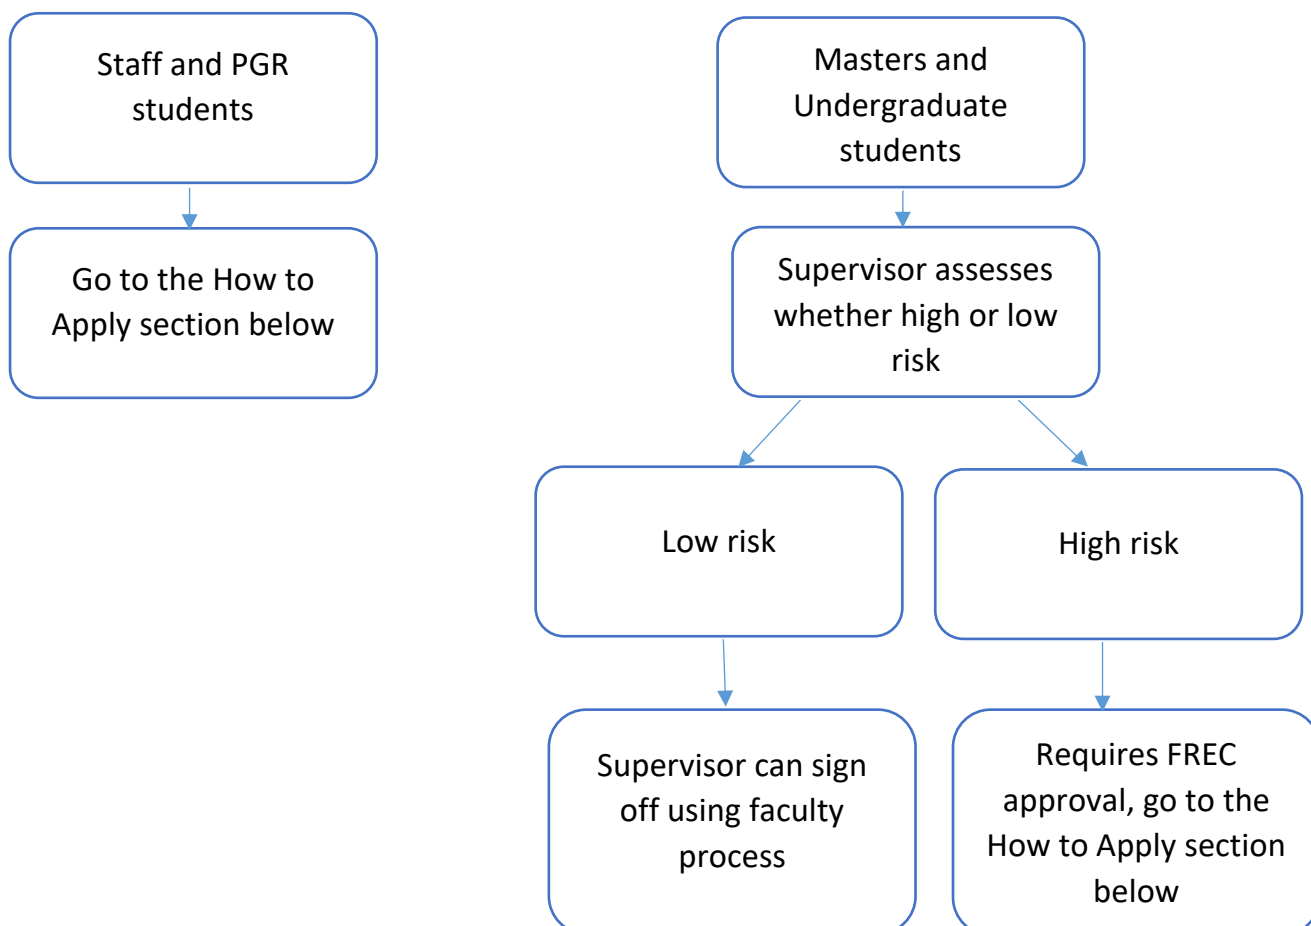 Staff and PGR
students
Go to the How to
Apply section below
Masters and
Undergraduate
students
Supervisor assesses
whether high or low
risk
Low risk
High risk
Supervisor can sign
off using faculty
process
Requires FREC
approval, go to the
How to Apply section
below